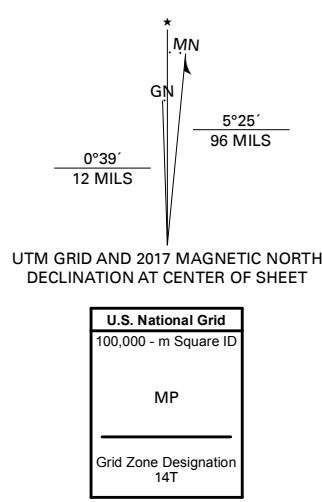 ★
MN
GN
5°25´
96 MILS
0°39´
12 MILS
UTM GRID AND 2017 MAGNETIC NORTH
DECLINATION AT CENTER OF SHEET
U.S. National Grid
100,000 - m Square ID
MP
Grid Zone Designation
14T